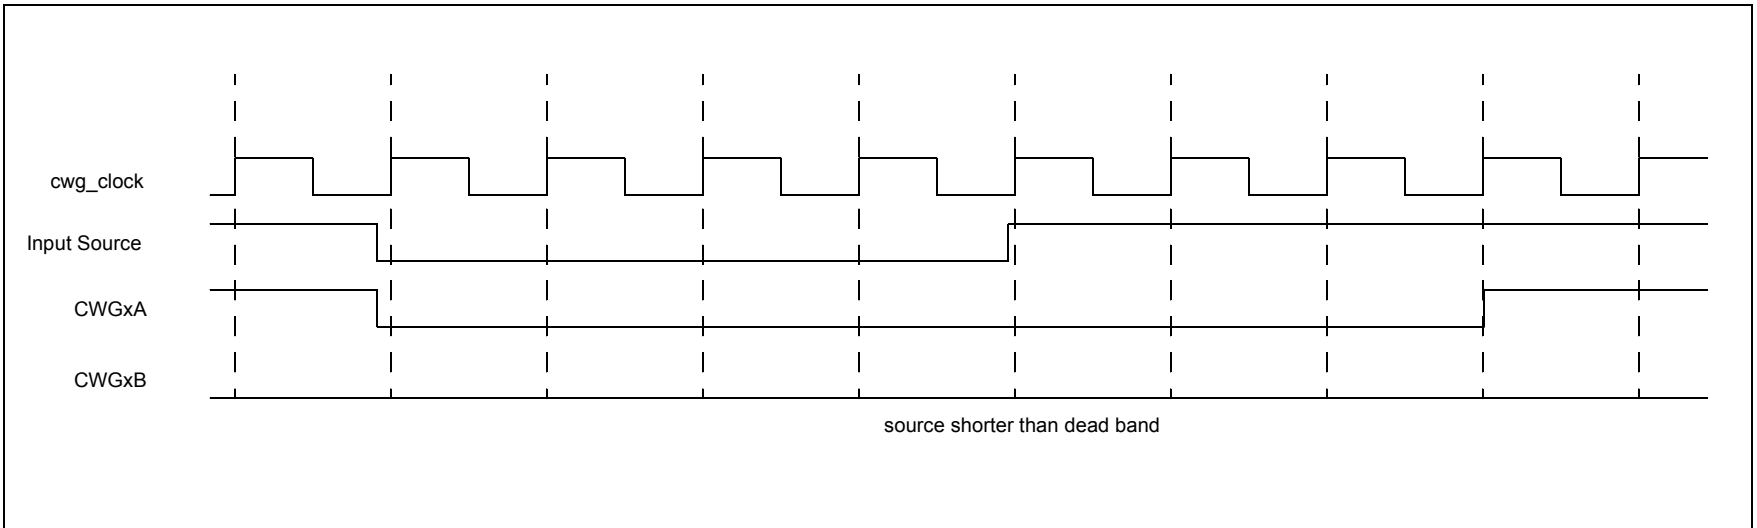 cwg_clock
Input Source
CWGxA
CWGxB
source shorter than dead band